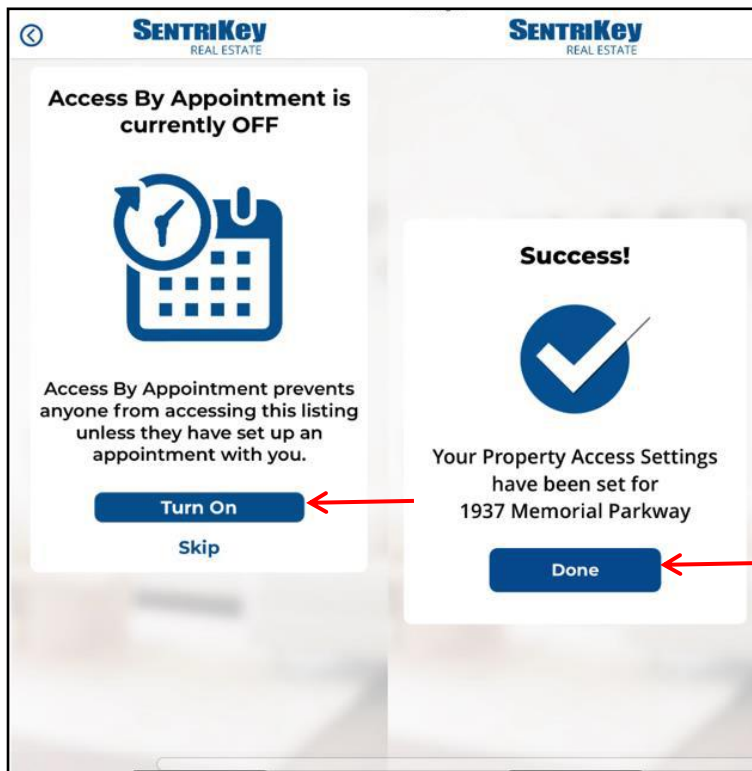 SENTRIKEY
REAL ESTATE
Access By Appointment is
currently OFF
Access By Appointment prevents
anyone from accessing this listing
unless they have set up an
appointment with you.
Turn On
Skip
SENTRIKEY
REAL ESTATE
Success!
Your Property Access Settings
have been set for
1937 Memorial Parkway
Done